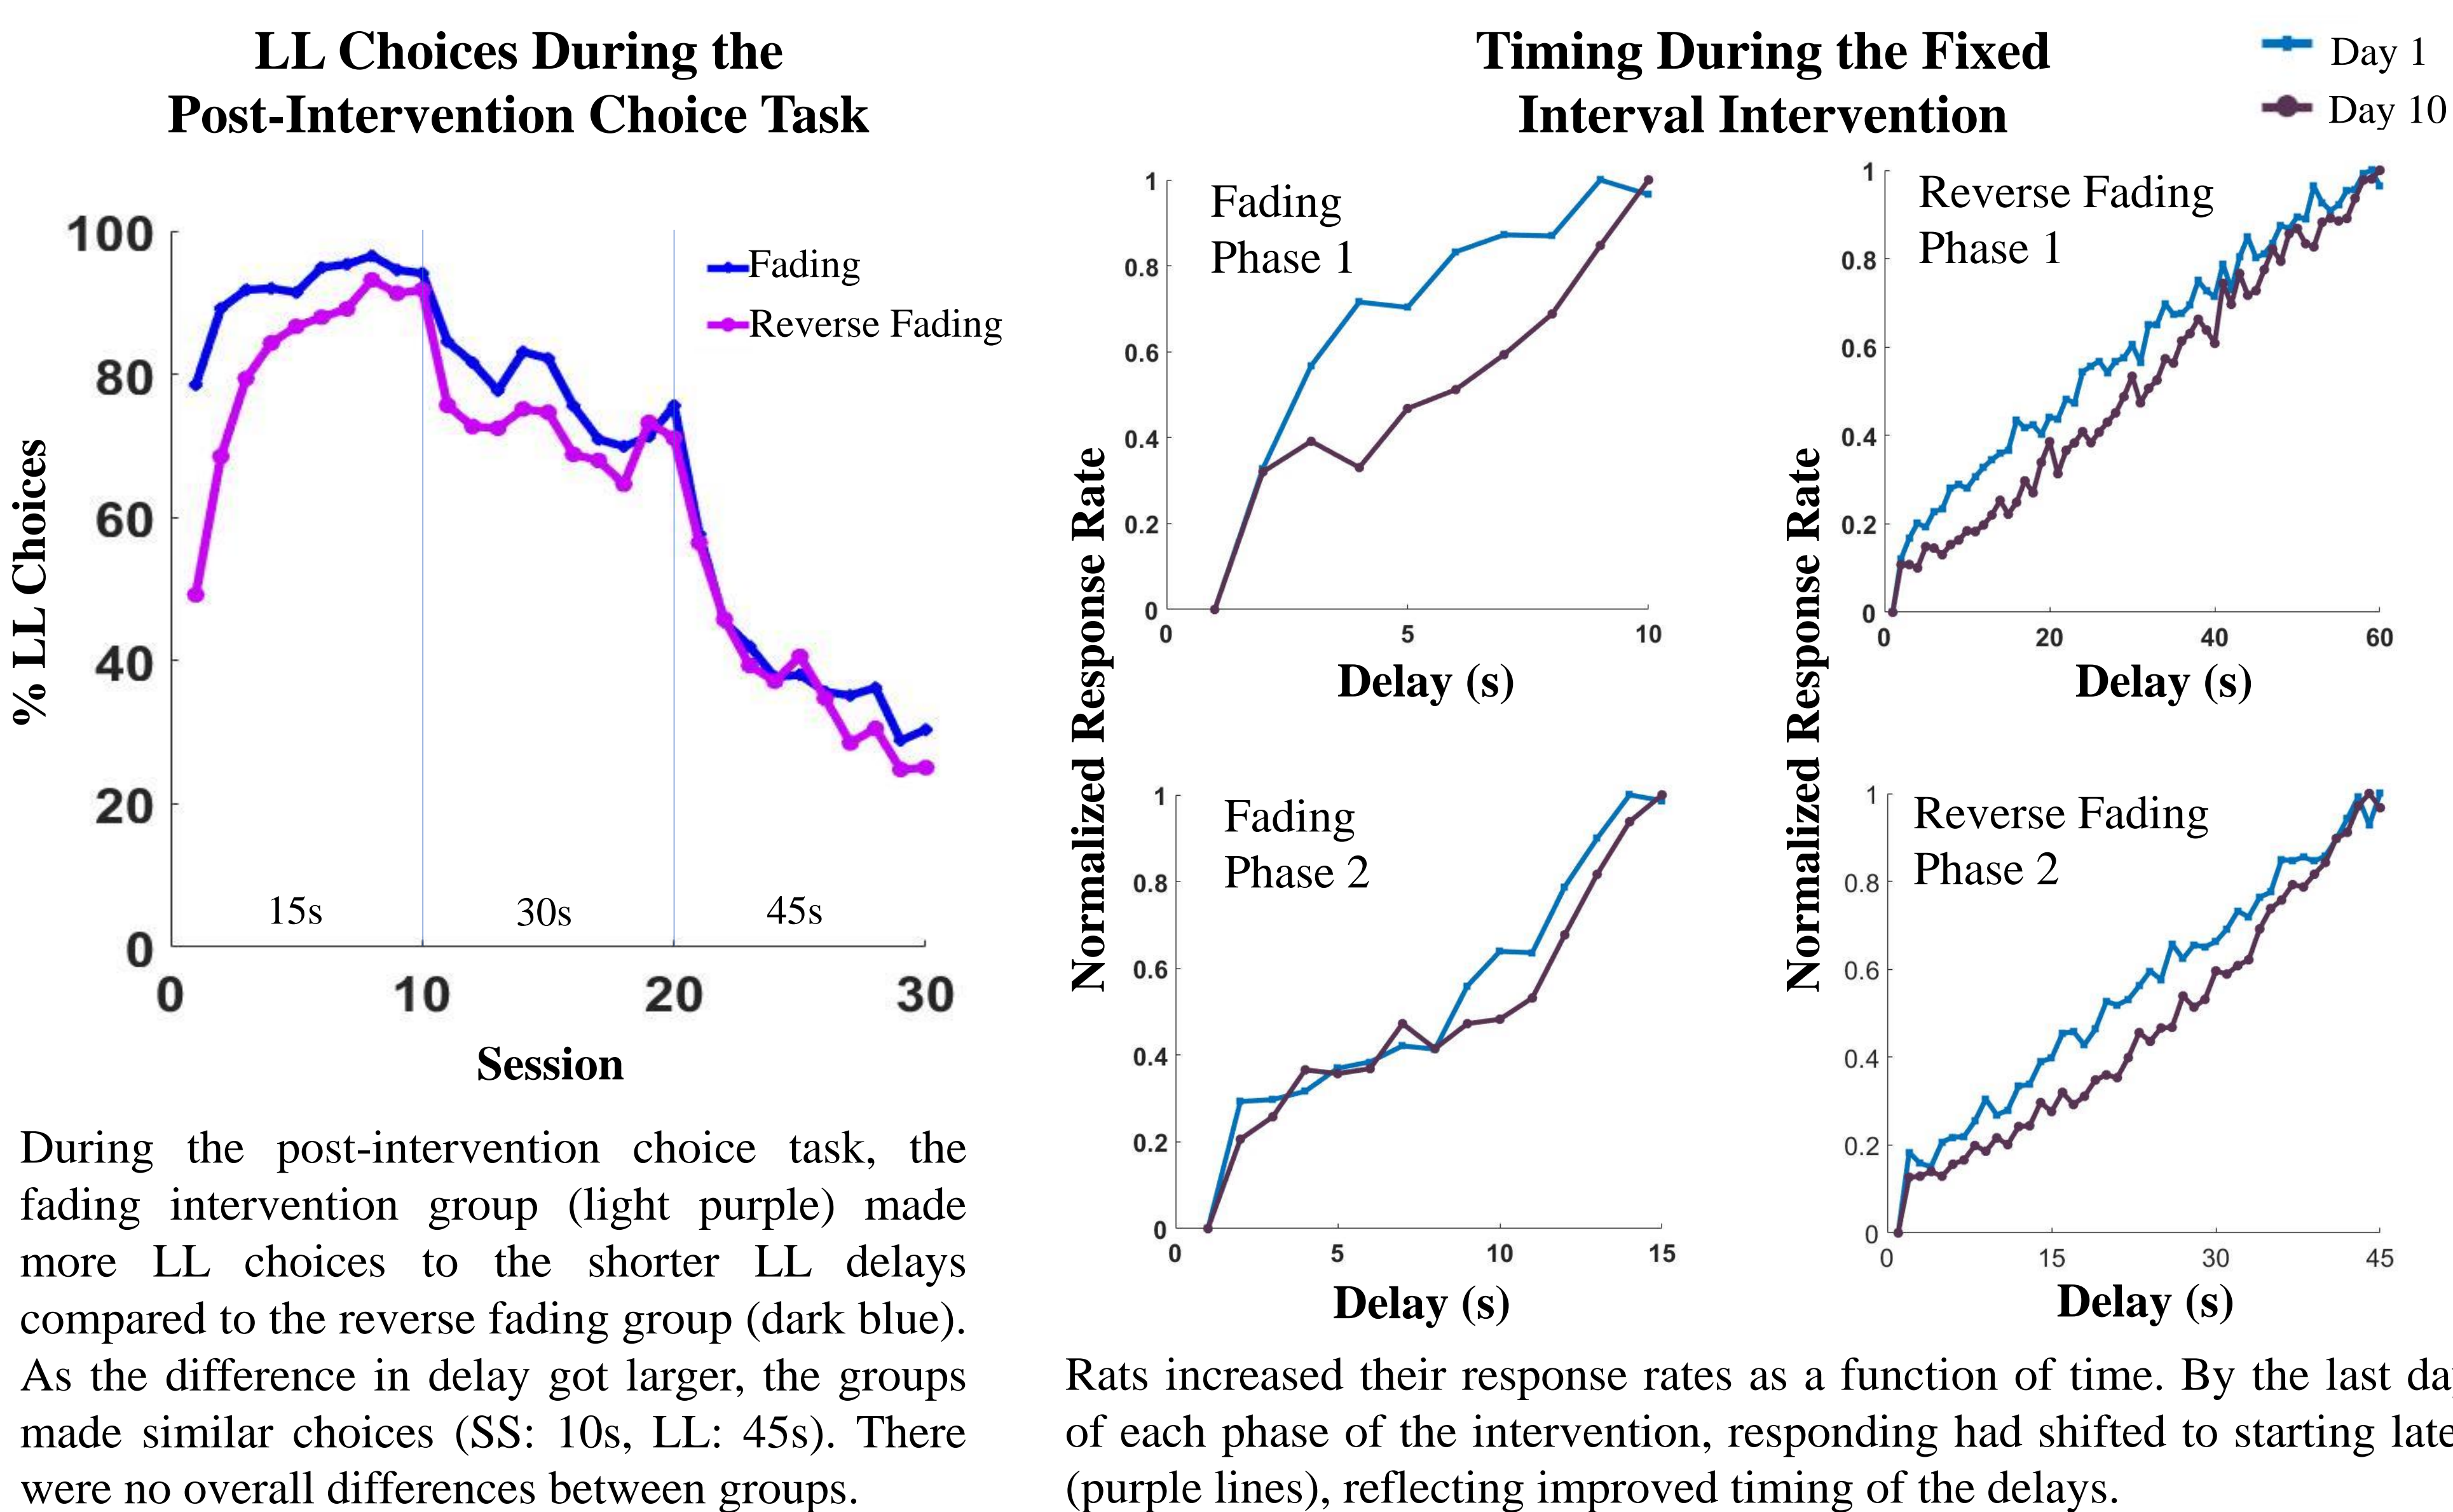 LL Choices During the
Post-Intervention Choice Task
% LL Choices
100
80
60
40
20
0
Fading
Reverse Fading
15s
30s
45s
0
10
20
30
Session
During the post-intervention choice task, the
fading intervention group (light purple) made
more LL choices to the shorter LL delays
compared to the reverse fading group (dark blue).
As the difference in delay got larger, the groups
made similar choices (SS: 10s, LL: 45s). There
were no overall differences between groups.
Timing During the Fixed
Interval Intervention
Day 1
Day 10
Normalized Response Rate
Fading
Phase 1
1
0.8
0.6
0.4
0.2
0
0
5
10
Delay (s)
Normalized Response Rate
Reverse Fading
Phase 1
1
0.8
0.6
0.4
0.2
0
0
20
40
60
Delay (s)
Fading
Phase 2
1
0.8
0.6
0.4
0.2
0
0
5
10
15
Delay (s)
Reverse Fading
Phase 2
1
0.8
0.6
0.4
0.2
0
0
15
30
45
Delay (s)
Rats increased their response rates as a function of time. By the last da
of each phase of the intervention, responding had shifted to starting late
(purple lines), reflecting improved timing of the delays.